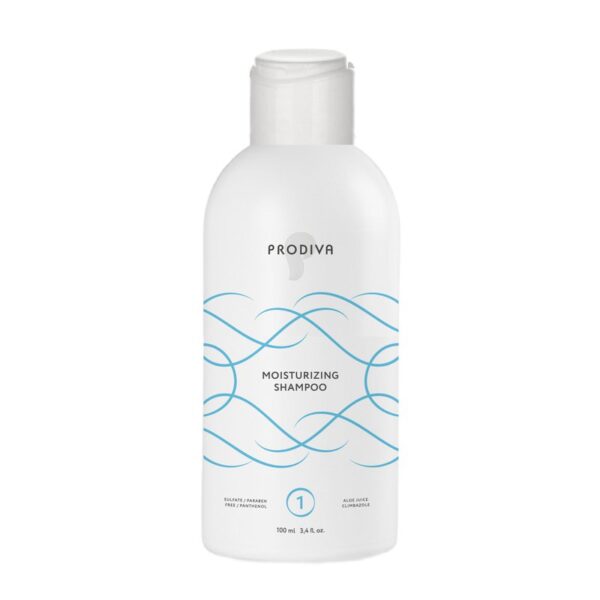 PRODIVA
MOISTURIZING
SHAMPOO
SULFATE / PARABEN
FREE / PANTHENOL
1
ALOE JUICE
CLIMBAZOLE
100 ml 3,4 fl. oz.